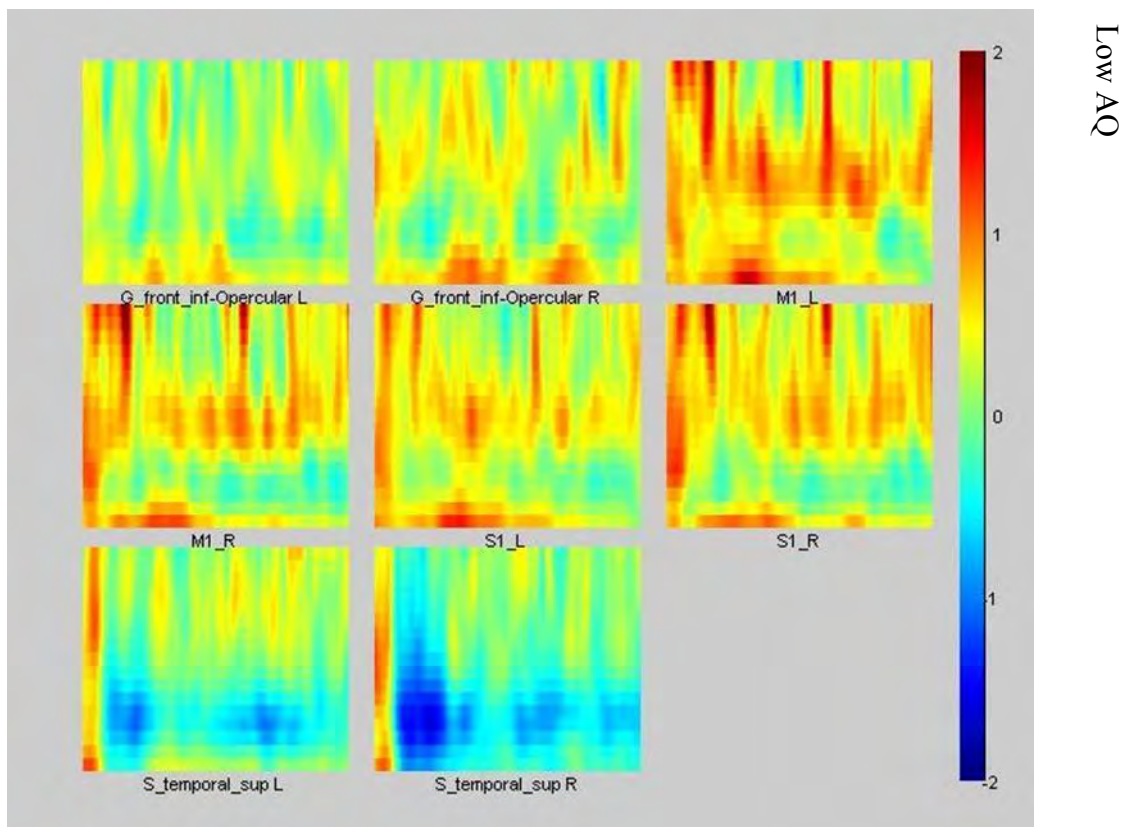 Low AQ
2
G_front_inf-Opercular L
G_front_inf-Opercular R
M1_L
1
M1_R
S1_L
S1_R
0
S_temporal_sup L
S_temporal_sup R
-1
-2